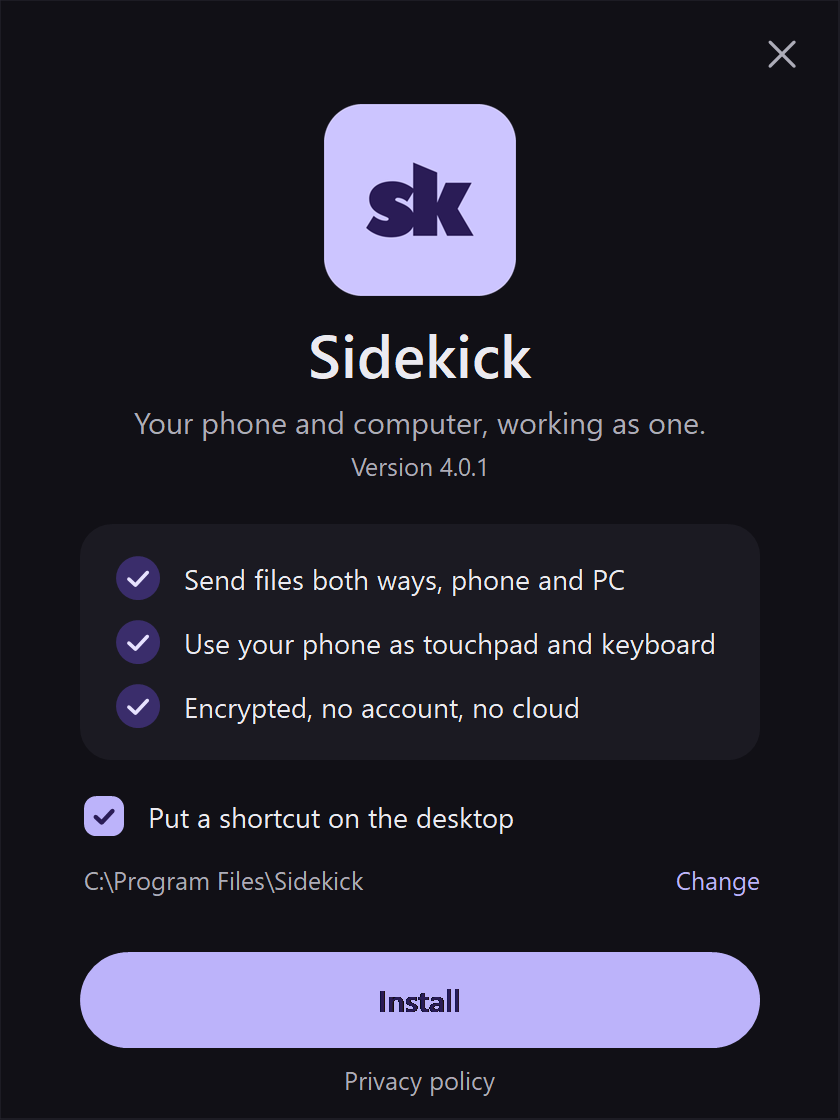 sk
Sidekick
Your phone and computer, working as one.
Version 4.0.1
Send files both ways, phone and PC
Use your phone as touchpad and keyboard
Encrypted, no account, no cloud
Put a shortcut on the desktop
C:\Program Files\Sidekick
Change
Install
Privacy policy